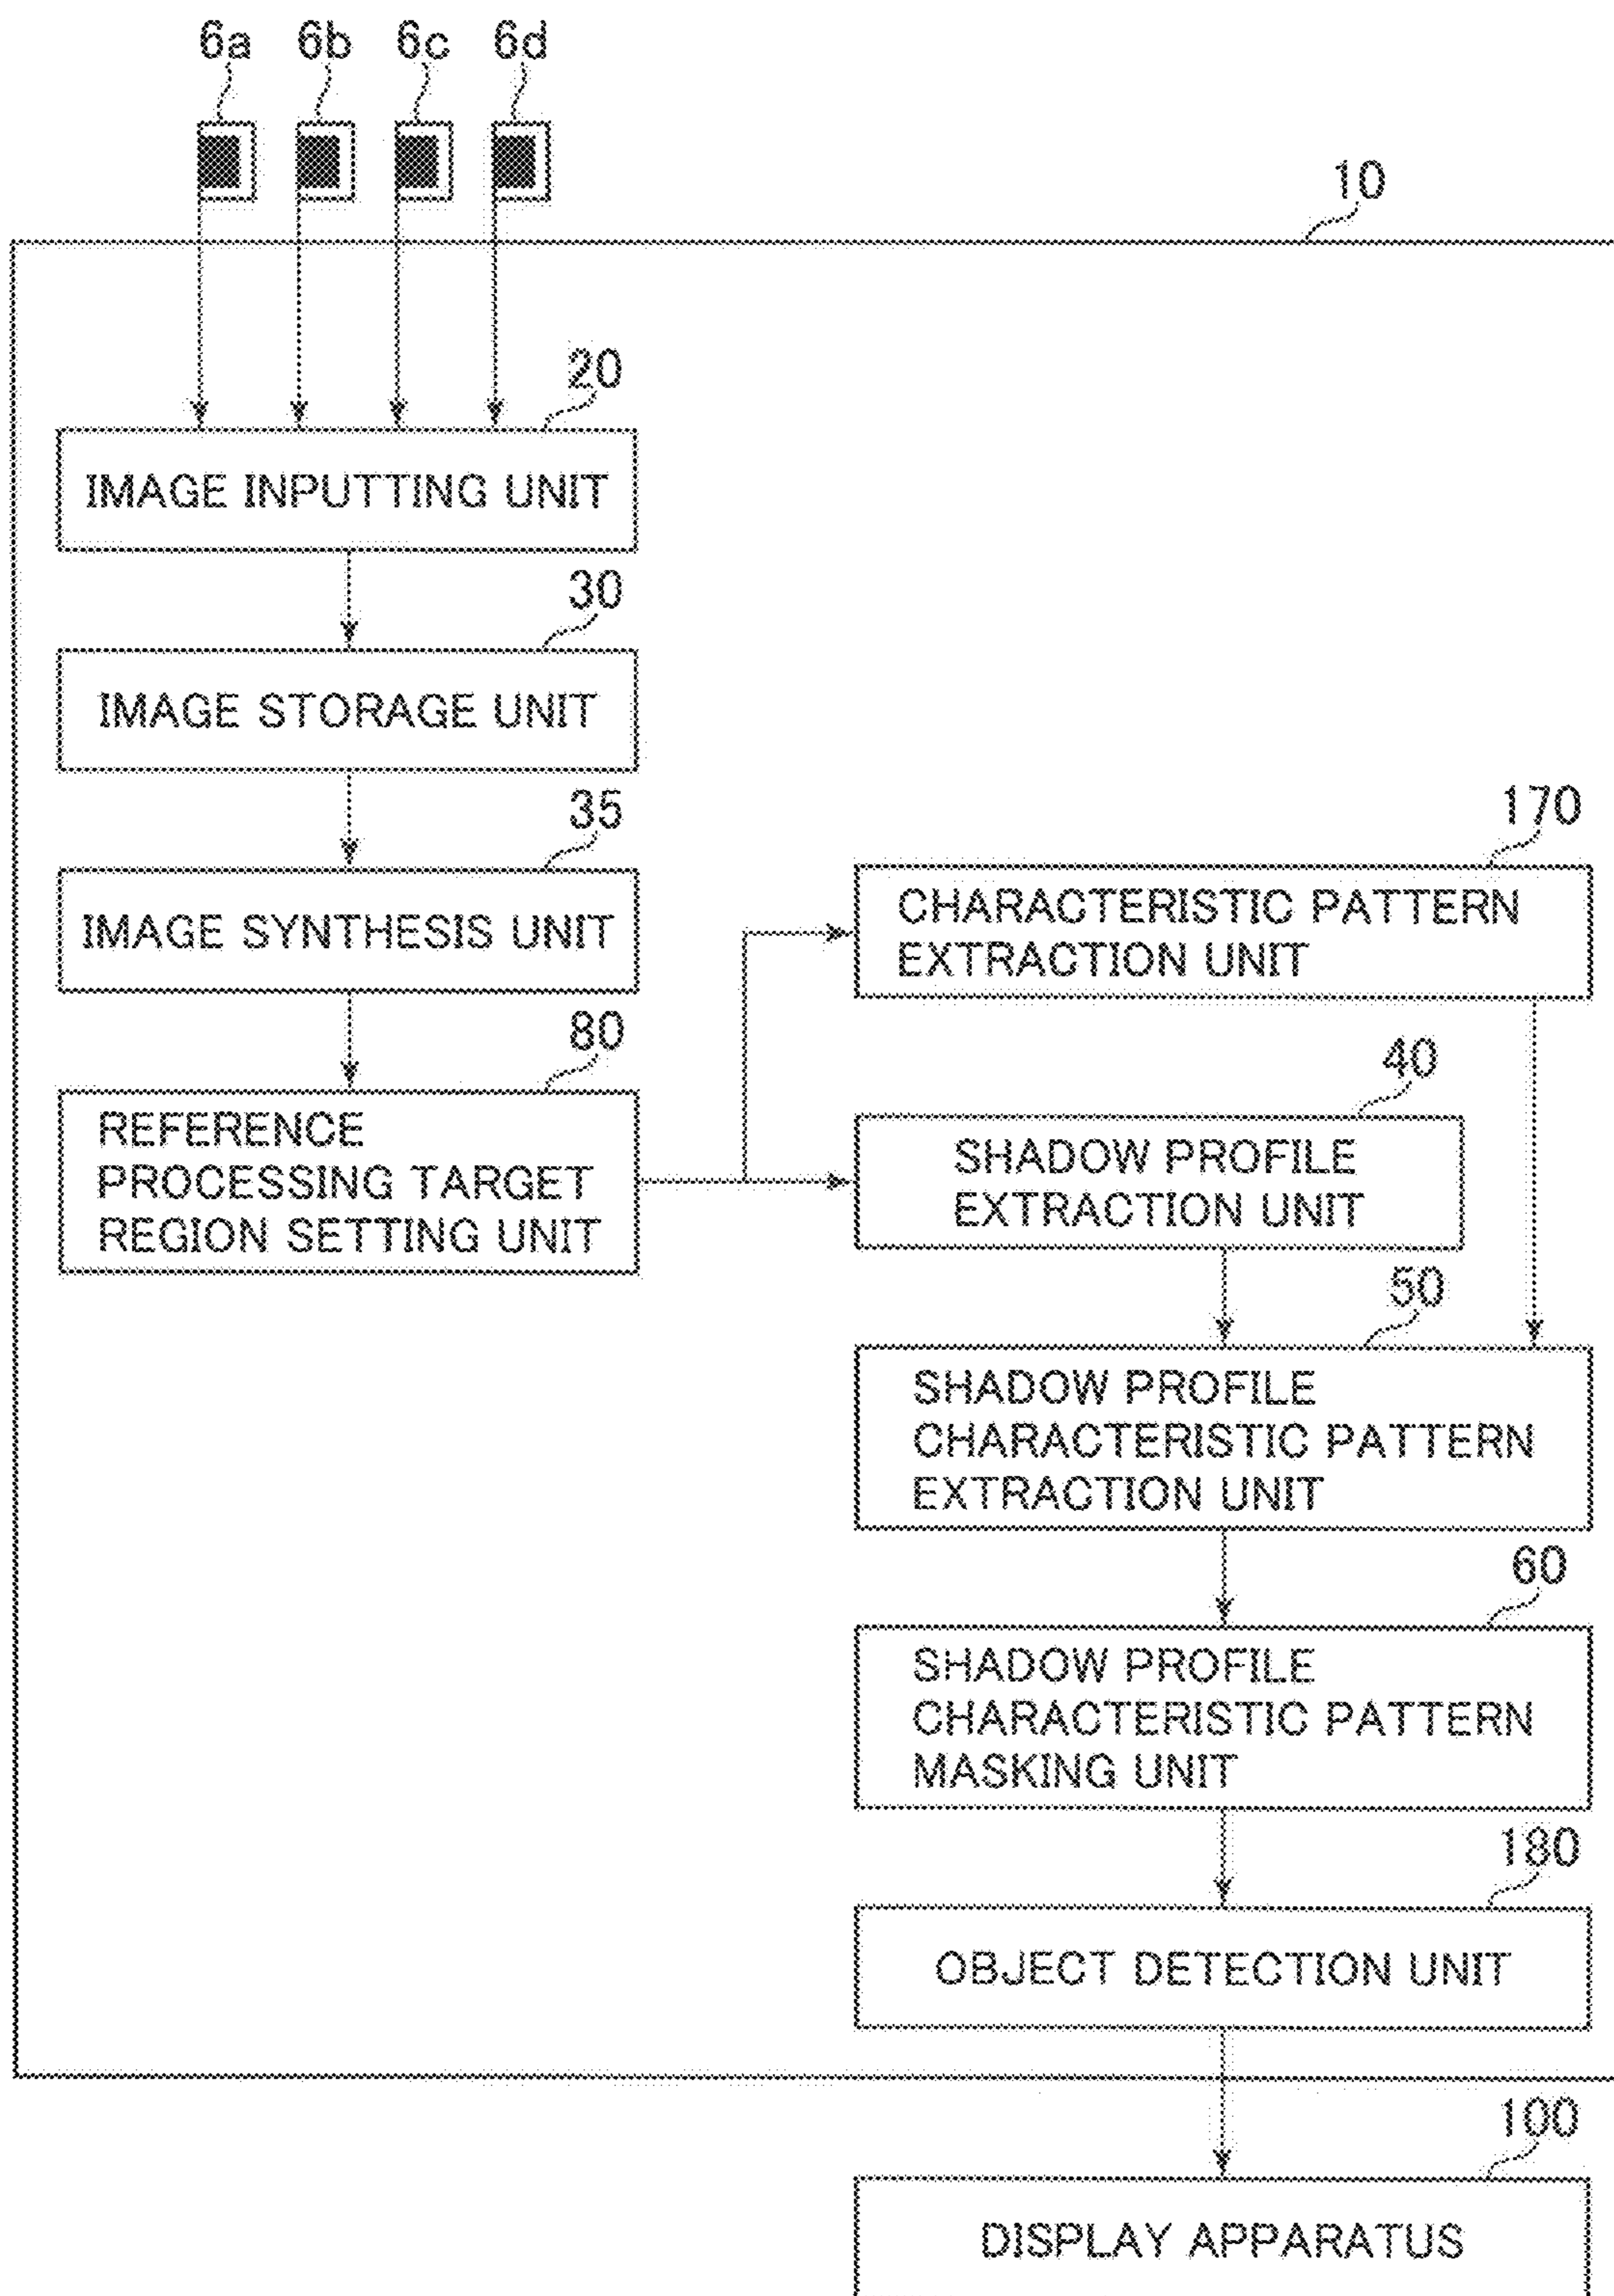 6a 6b 6c 6d
10
20
IMAGE INPUTTING UNIT
30
IMAGE STORAGE UNIT
35
IMAGE SYNTHESIS UNIT
80
REFERENCE
PROCESSING TARGET
REGION SETTING UNIT
170
CHARACTERISTIC PATTERN
EXTRACTION UNIT
40
SHADOW PROFILE
EXTRACTION UNIT
50
SHADOW PROFILE
CHARACTERISTIC PATTERN
EXTRACTION UNIT
60
SHADOW PROFILE
CHARACTERISTIC PATTERN
MASKING UNIT
180
OBJECT DETECTION UNIT
100
DISPLAY APPARATUS